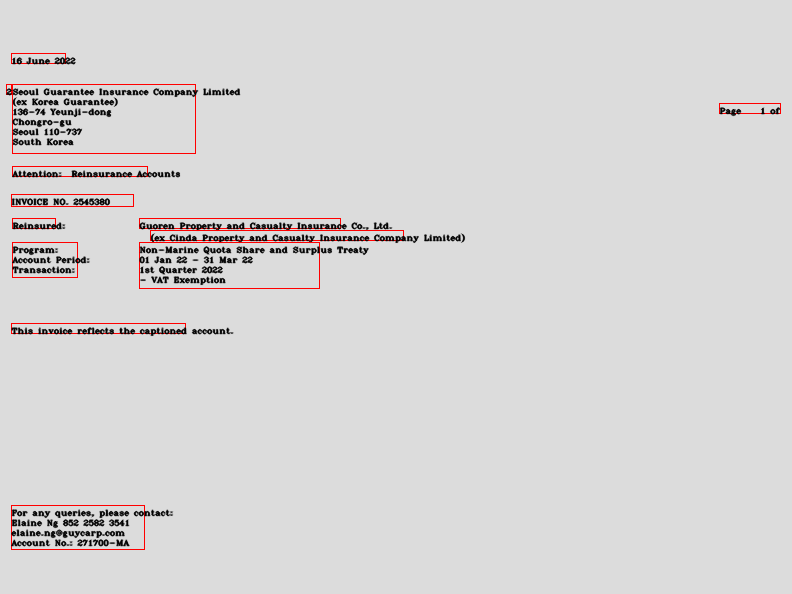 16 June 2022
2
Seoul Guarantee Insurance Company Limited
(ex Korea Guarantee)
136-74 Yeunji-dong
Chongro-gu
Seoul 110-737
South Korea
Page 1 of
Attention: Reinsurance Accounts
INVOICE NO. 2545380
Reinsured: Guoren Property and Casualty Insurance Co., Ltd.
(ex Cinda Property and Casualty Insurance Company Limited)
Program: Non-Marine Quota Share and Surplus Treaty
Account Period: 01 Jan 22 - 31 Mar 22
Transaction: 1st Quarter 2022
- VAT Exemption
This invoice reflects the captioned account.
For any queries, please contact:
Elaine Ng 852 2582 3541
elaine.ng@guycarp.com
Account No.: 271700-MA